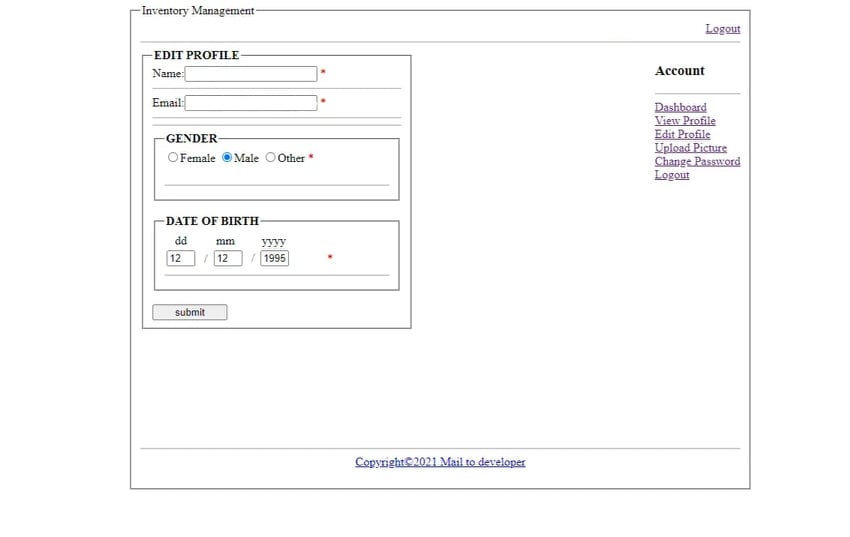 Inventory Management
Logout
EDIT PROFILE
Name: *
Email: *
GENDER
Female Male Other *
DATE OF BIRTH
dd mm yyyy
12 / 12 / 1995 *
submit
Account
Dashboard
View Profile
Edit Profile
Upload Picture
Change Password
Logout
Copyright©2021 Mail to developer